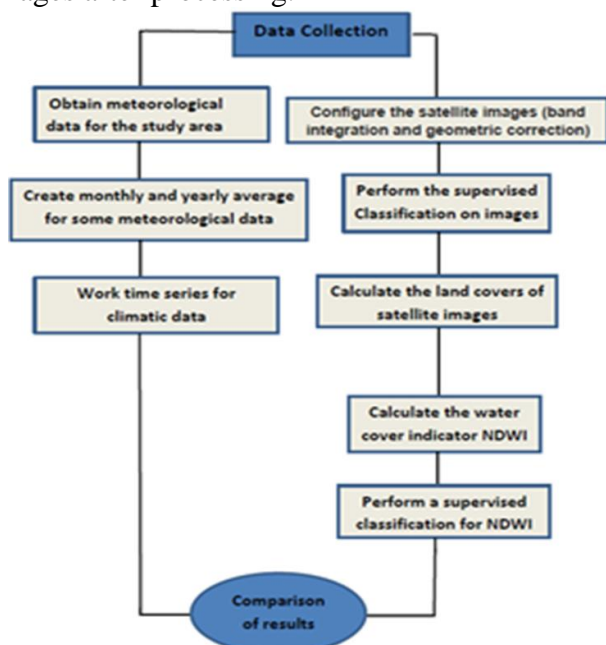 Data Collection
Obtain meteorological
data for the study area
Create monthly and yearly average
for some meteorological data
Work time series for
climatic data
Configure the satellite images (band
integration and geometric correction)
Perform the supervised
Classification on images
Calculate the land covers of
satellite images
Calculate the water
cover indicator NDWI
Perform a supervised
classification for NDWI
Comparison
of results